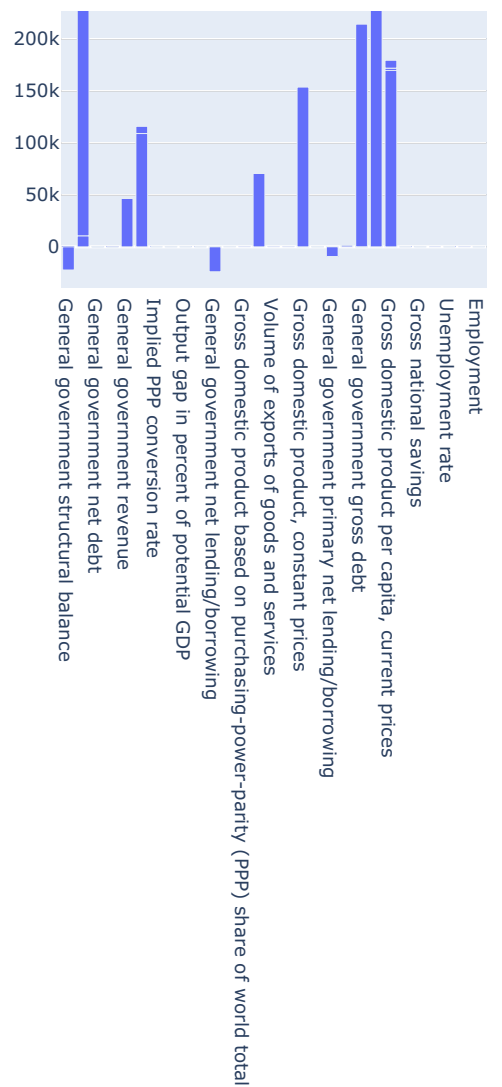 200k
150k
100k
50k
0
General government structural balance
General government net debt
General government revenue
Implied PPP conversion rate
Output gap in percent of potential GDP
General government net lending/borrowing
Gross domestic product based on purchasing-power-parity (PPP) share of world total
Volume of exports of goods and services
Gross domestic product, constant prices
General government primary net lending/borrowing
General government gross debt
Gross domestic product per capita, current prices
Gross national savings
Unemployment rate
Employment